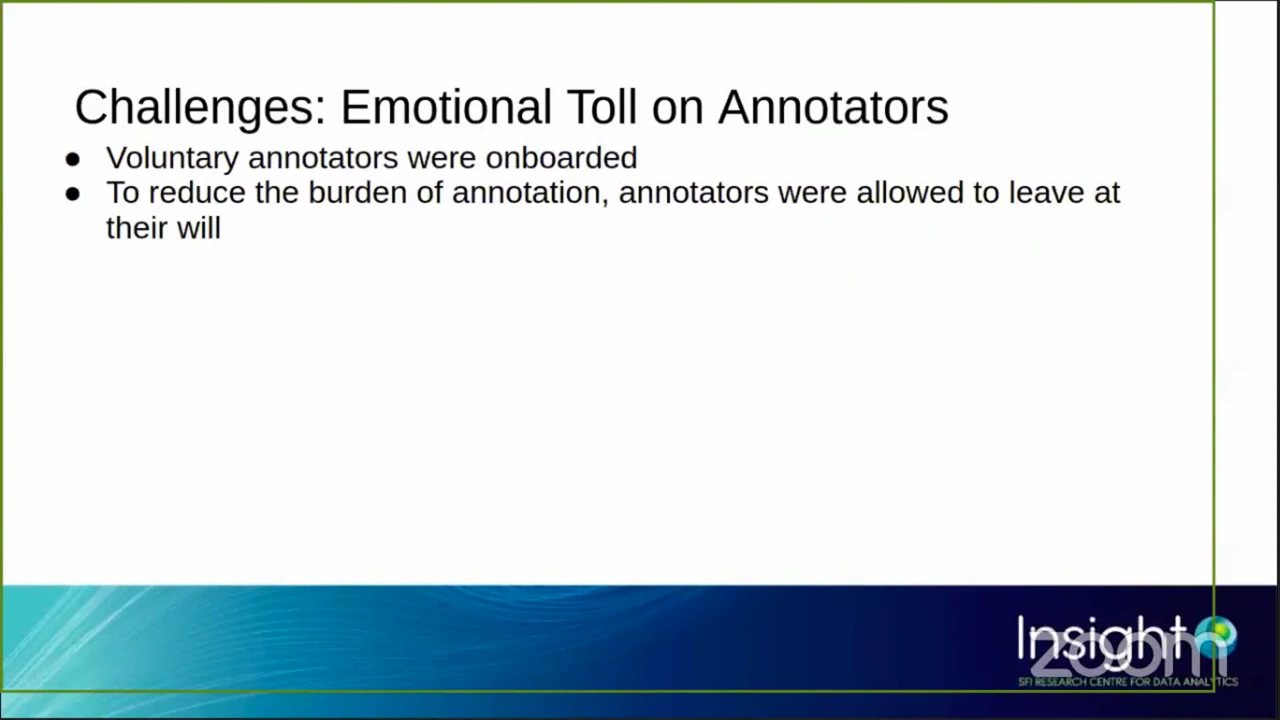 Challenges: Emotional Toll on Annotators
● Voluntary annotators were onboarded
● To reduce the burden of annotation, annotators were allowed to leave at
their will
Insight
zoom
SFI RESEARCH CENTRE FOR DATA ANALYTICS